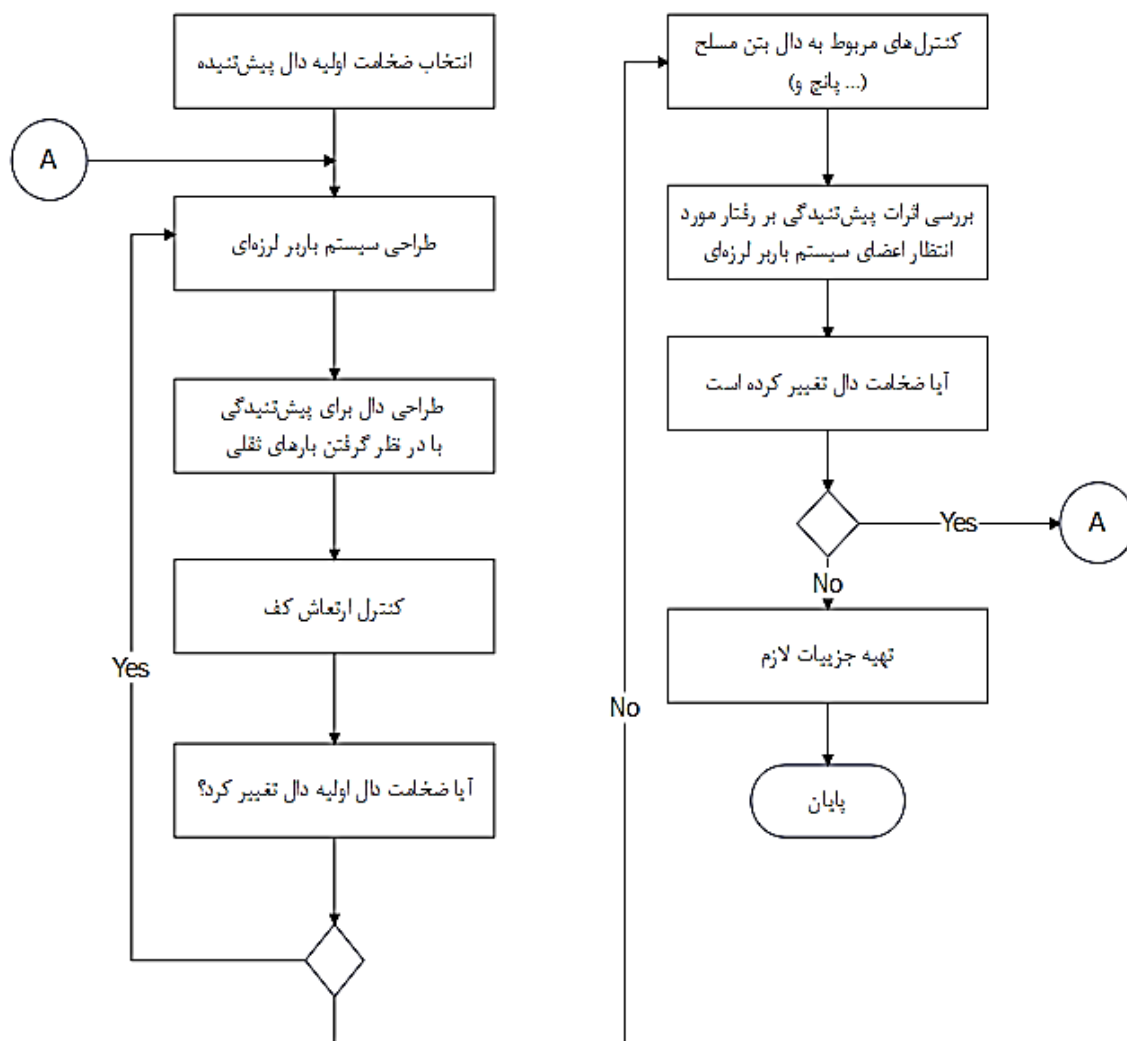 انتخاب ضخامت اولیه دال پیش‌تنیده
A
طراحی سیستم باربر لرزه‌ای
طراحی دال برای پیش‌تنیدگی
با در نظر گرفتن بارهای ثقلی
کنترل ارتعاش کف
Yes
آیا ضخامت دال اولیه دال تغییر کرد؟
کنترل‌های مربوط به دال بتن مسلح
(... پانچ و)
بررسی اثرات پیش‌تنیدگی بر رفتار مورد
انتظار اعضای سیستم باربر لرزه‌ای
آیا ضخامت دال تغییر کرده است
Yes
A
No
تهیه جزییات لازم
No
پایان